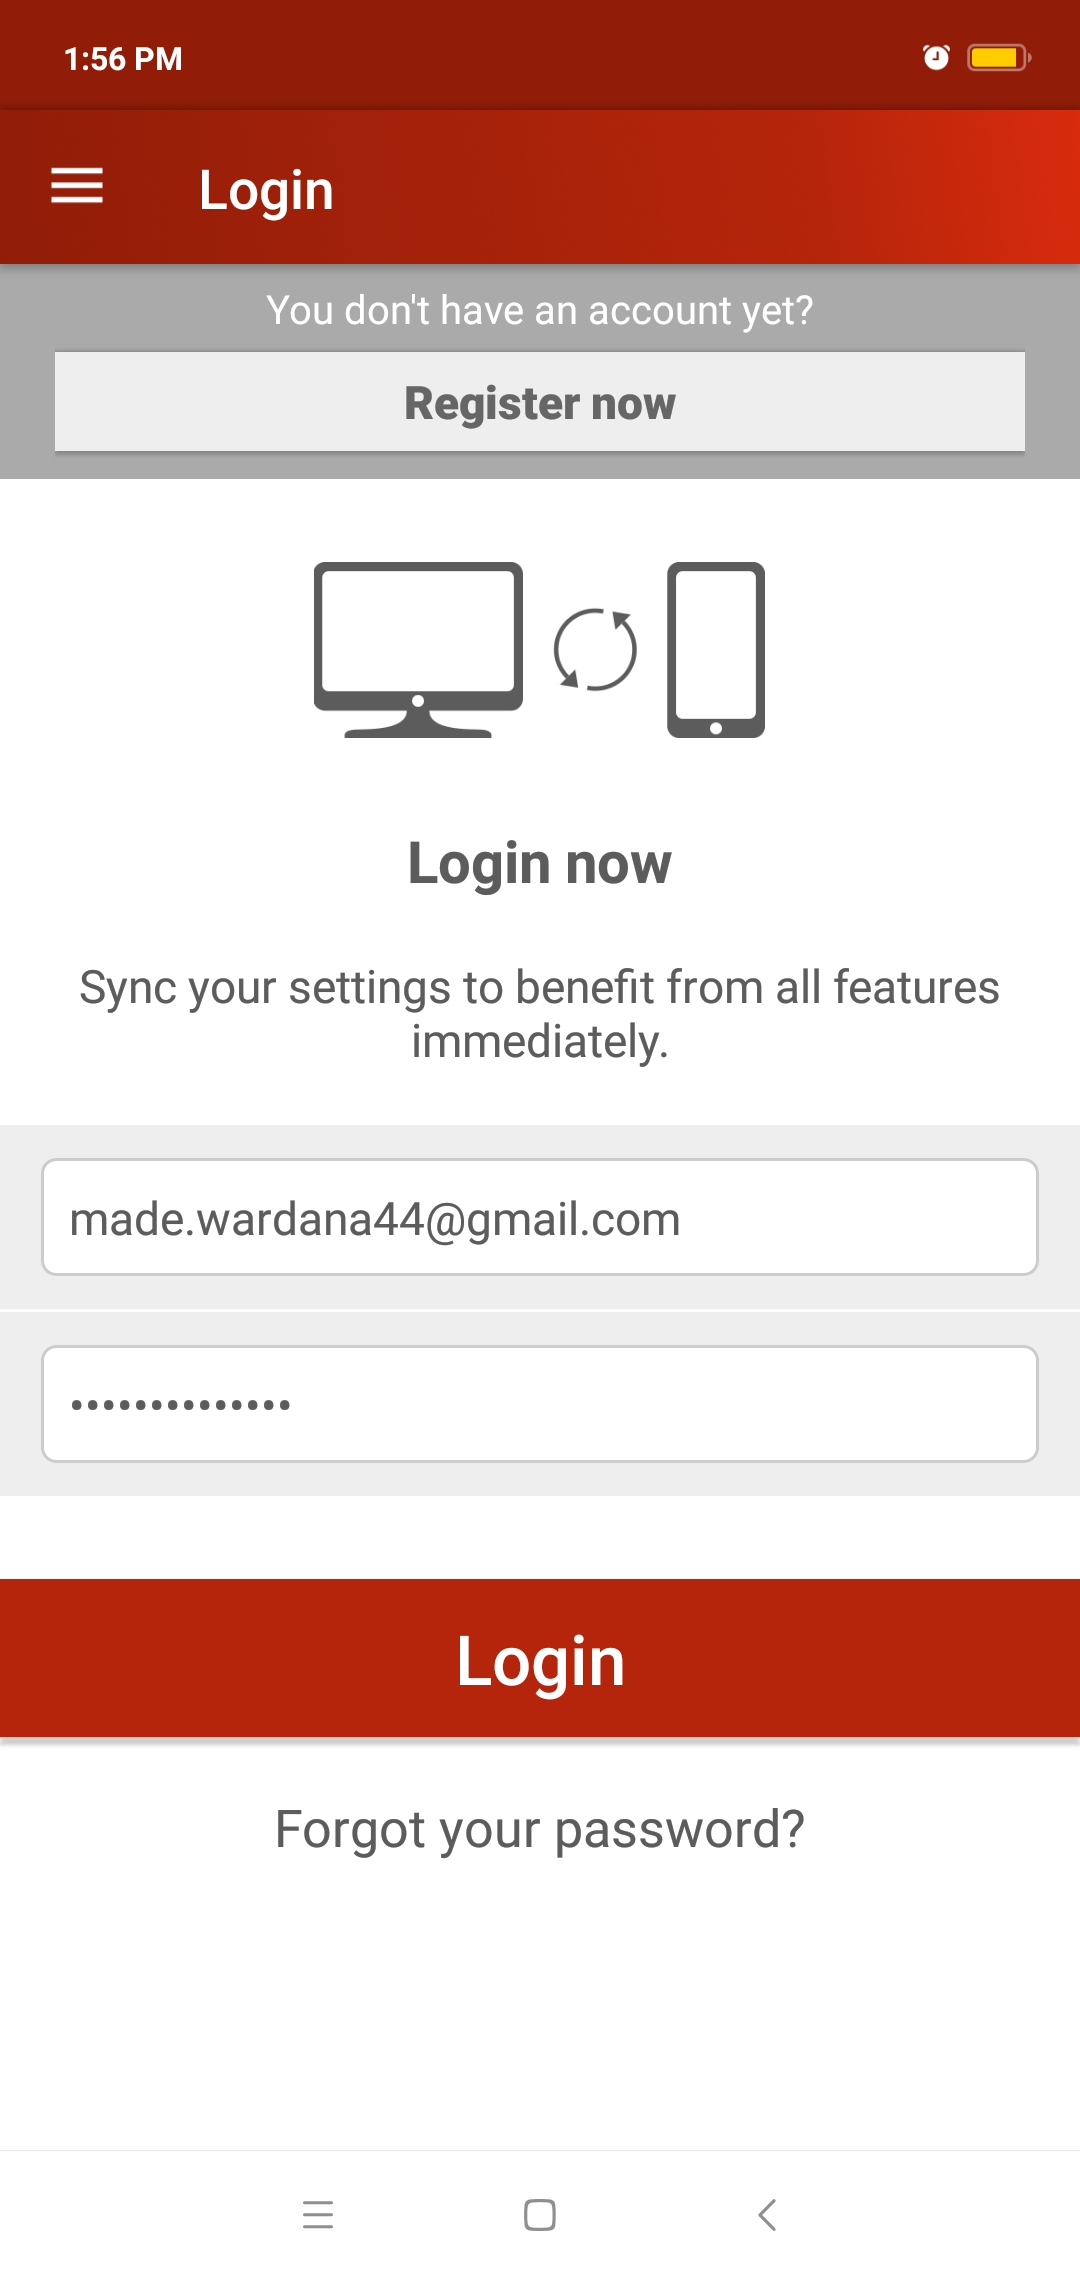 1:56 PM
Login
You don't have an account yet?
Register now
Login now
Sync your settings to benefit from all features
immediately.
made.wardana44@gmail.com
••••••••••••••
Login
Forgot your password?